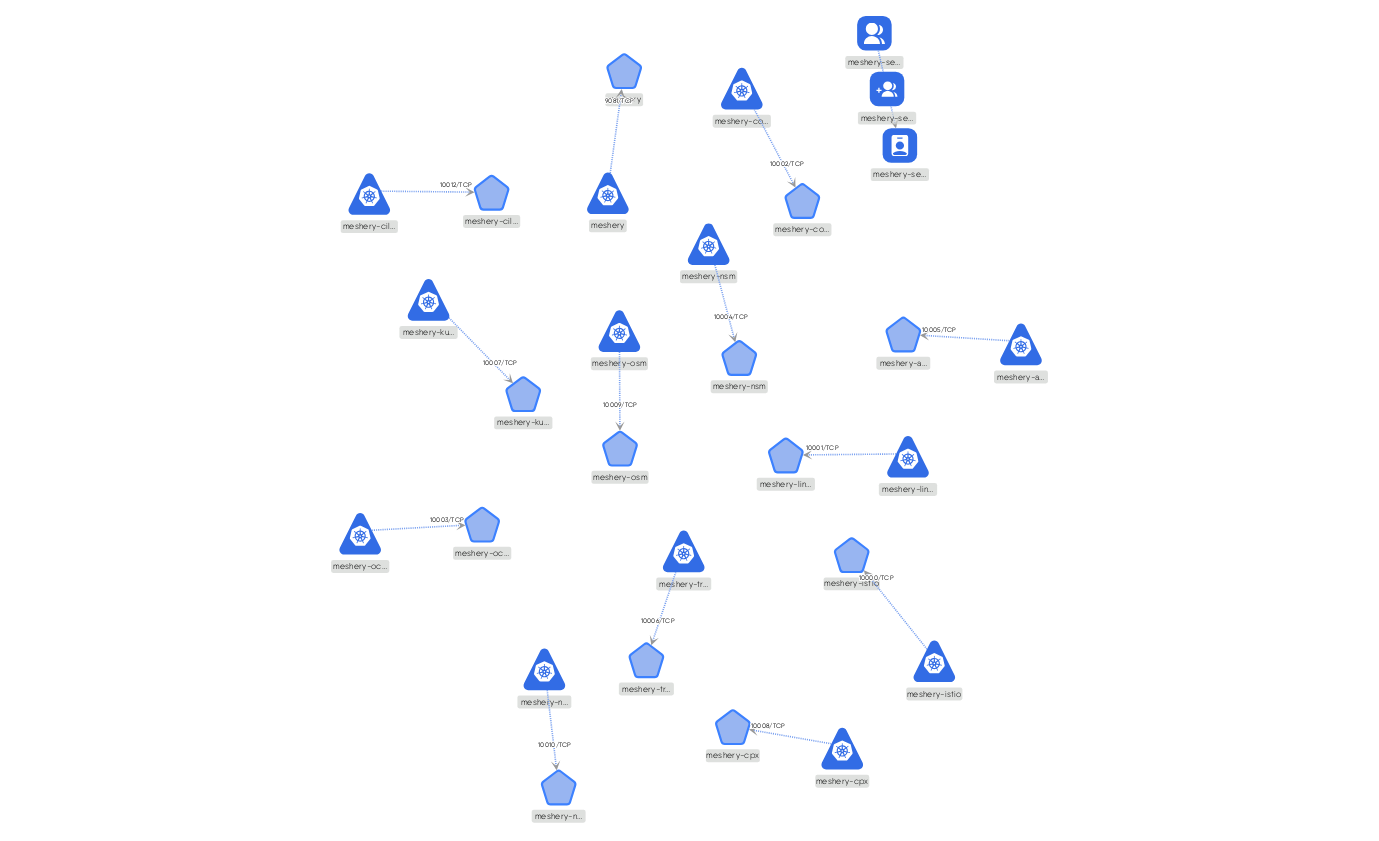 meshery-se...
9081/TCP
meshery-co...
meshery-se...
10002/TCP
meshery-se...
10012/TCP
meshery-cil...
meshery-cil...
meshery
meshery-co...
meshery-nsm
10004/TCP
meshery-ku...
10005/TCP
meshery-osm
meshery-a...
10007/TCP
meshery-a...
meshery-nsm
10009/TCP
meshery-ku...
10001/TCP
meshery-osm
meshery-lin...
meshery-lin...
10003/TCP
meshery-oc...
meshery-oc...
10000/TCP
meshery-tr...
meshery-istio
10006/TCP
meshery-tr...
meshery-istio
meshery-n...
10008/TCP
10010/TCP
meshery-cpx
meshery-cpx
meshery-n...